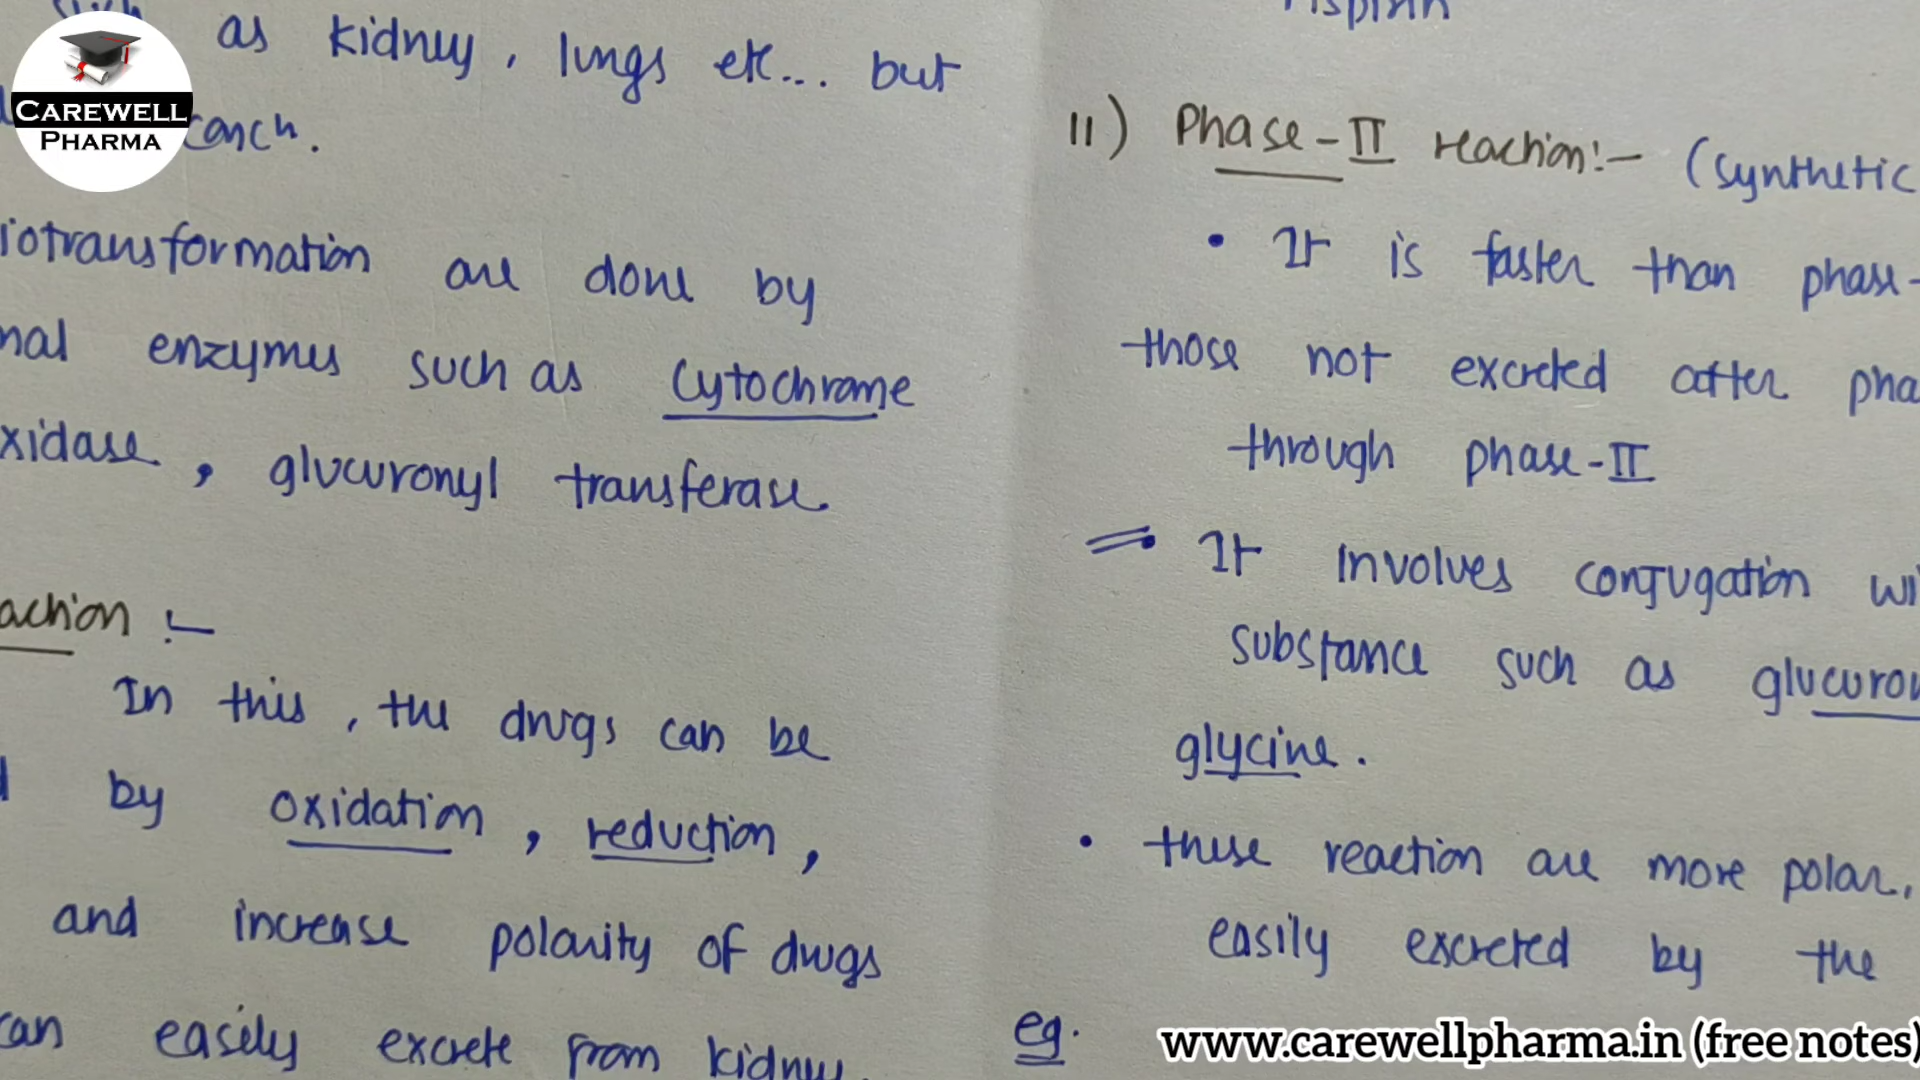 as kidney, lungs etc... but
CAREWELL
PHARMA
iotransformation are done by
nal enzymes such as Cytochrome
xidase, glucuronyl transferase.
action :-
In this, the drugs can be
by oxidation, reduction,
and increase polarity of drugs
can easily excrete from kidney.
II) Phase-II reaction:- (Synthetic
• It is faster than phase-
those not excreted after pha
through phase-II
It involves conjugation wi
substance such as glucuro
glycine.
• these reaction are more polar,
easily excreted by the
eg.
www.carewellpharma.in (free notes)